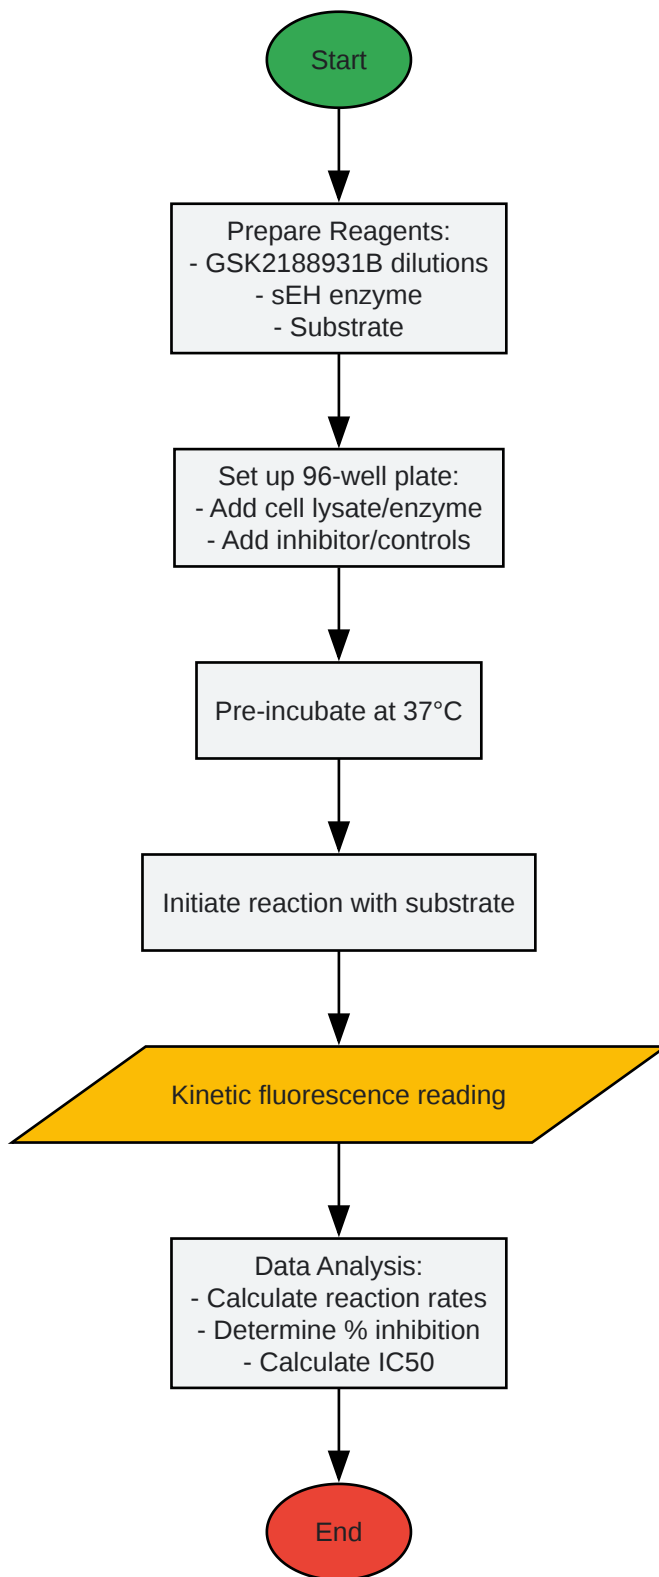 Start
Prepare Reagents:
- GSK2188931B dilutions
- sEH enzyme
- Substrate
Set up 96-well plate:
- Add cell lysate/enzyme
- Add inhibitor/controls
Pre-incubate at 37°C
Initiate reaction with substrate
Kinetic fluorescence reading
Data Analysis:
- Calculate reaction rates
- Determine % inhibition
- Calculate IC50
End